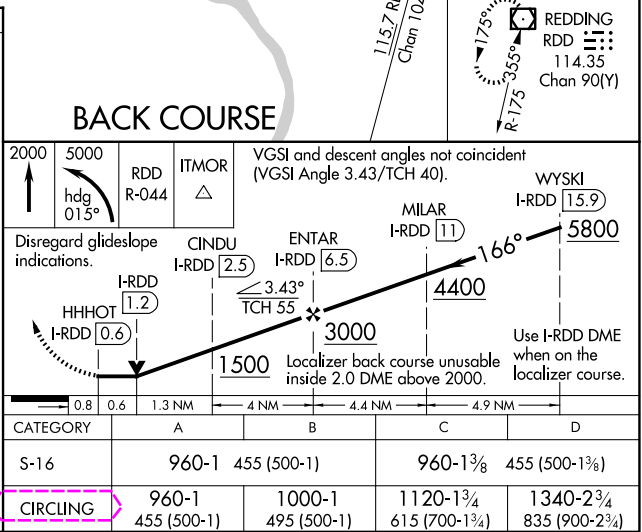 115.7 R
Chan 104
175°
355°
R-175
REDDING
RDD
114.35
Chan 90(Y)
BACK COURSE
2000
5000
hdg
015°
RDD
R-044
ITMOR
VGSI and descent angles not coincident
(VGSI Angle 3.43/TCH 40).
Disregard glideslope
indications.
HHHOT
I-RDD 0.6
I-RDD
1.2
CINDU
I-RDD 2.5
3.43°
TCH 55
ENTAR
I-RDD 6.5
MILAR
I-RDD 11
166°
WYSKI
I-RDD 15.9
5800
4400
3000
1500
Localizer back course unusable
inside 2.0 DME above 2000.
Use I-RDD DME
when on the
localizer course.
0.8 0.6 1.3 NM 4 NM 4.4 NM 4.9 NM
CATEGORY A B C D
S-16 960-1 455 (500-1) 960-1⅜ 455 (500-1⅜)
CIRCLING 960-1 1000-1 1120-1¾ 1340-2¾
455 (500-1) 495 (500-1) 615 (700-1¾) 835 (900-2¾)